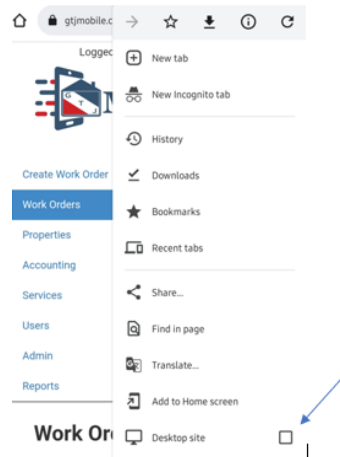 gtjmobile.c
Logged
G T J
M
New tab
New Incognito tab
History
Create Work Order
Downloads
Work Orders
Bookmarks
Properties
Recent tabs
Accounting
Services
Share...
Users
Find in page
Admin
Translate...
Reports
Add to Home screen
Work Or
Desktop site